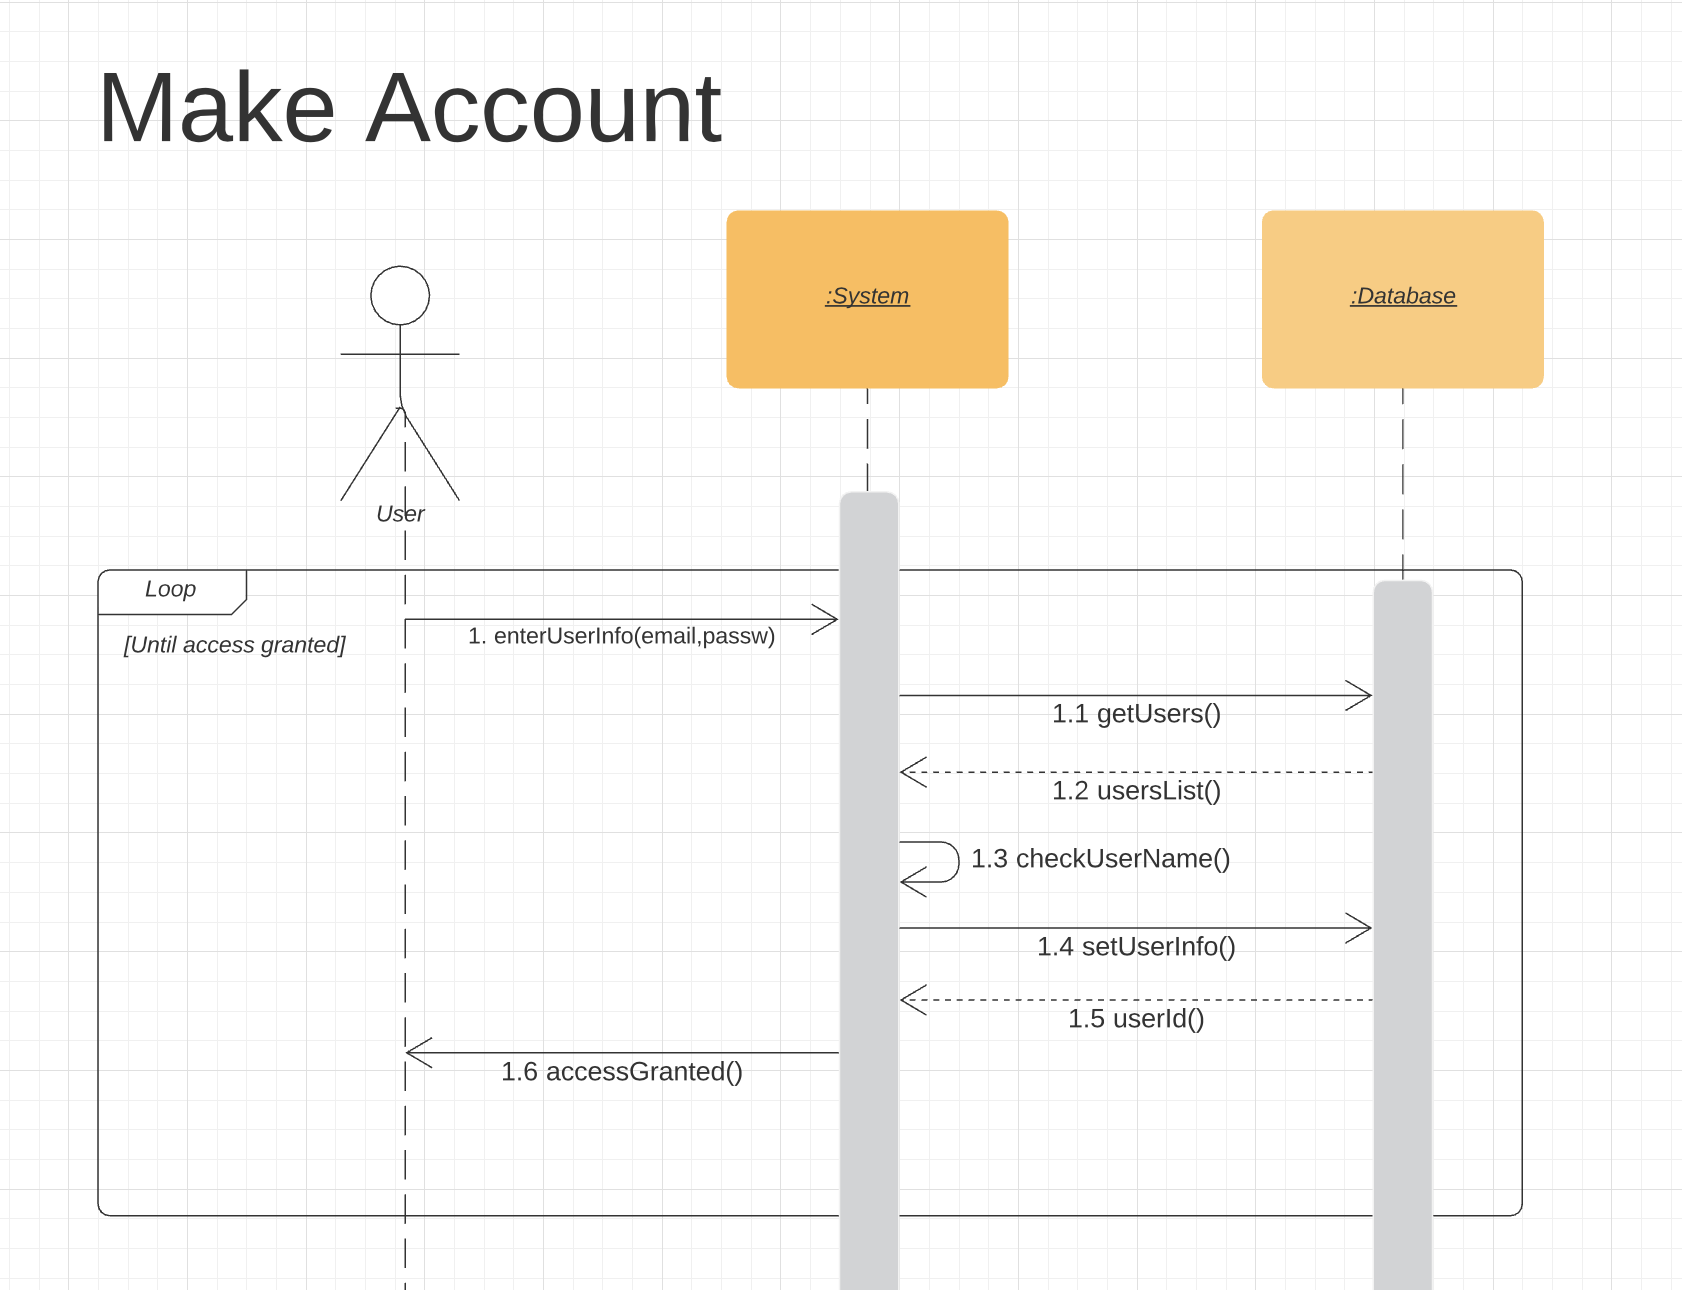 Make Account
:System
:Database
User
Loop
[Until access granted]
1. enterUserInfo(email,passw)
1.1 getUsers()
1.2 usersList()
1.3 checkUserName()
1.4 setUserInfo()
1.5 userId()
1.6 accessGranted()